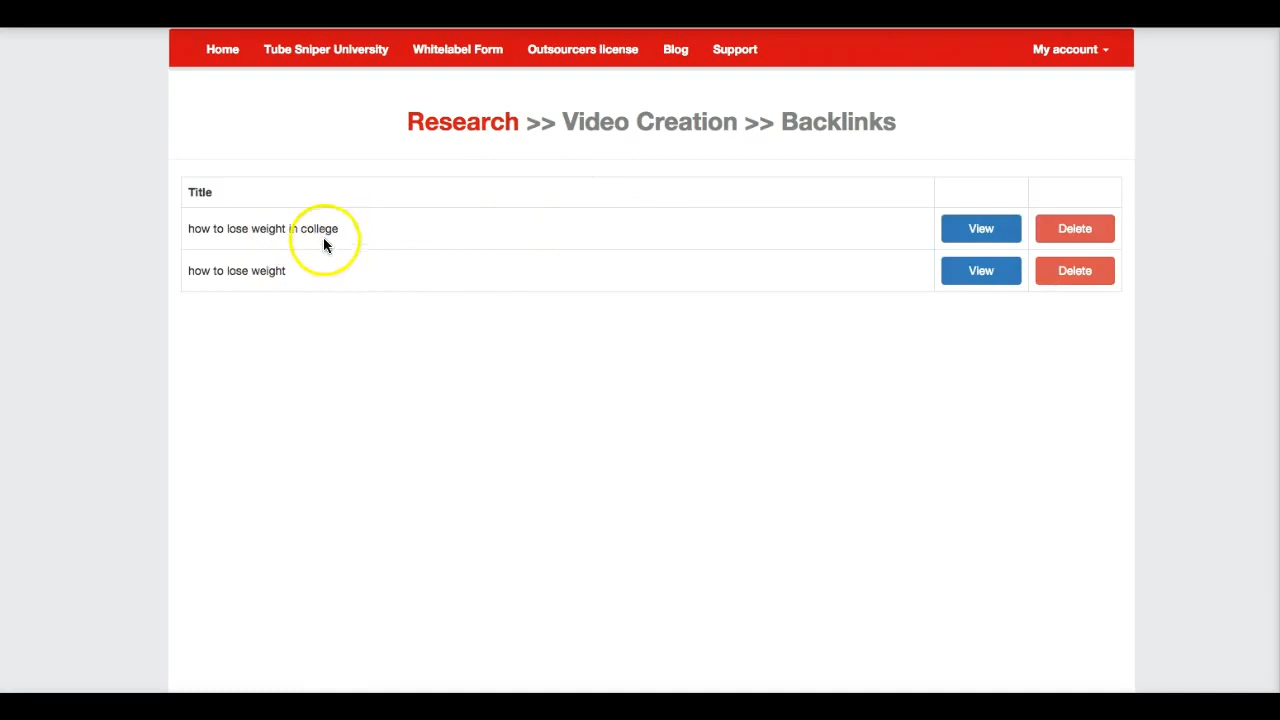 Home Tube Sniper University Whitelabel Form Outsourcers license Blog Support My account
Research >> Video Creation >> Backlinks
Title
how to lose weight in college View Delete
how to lose weight View Delete